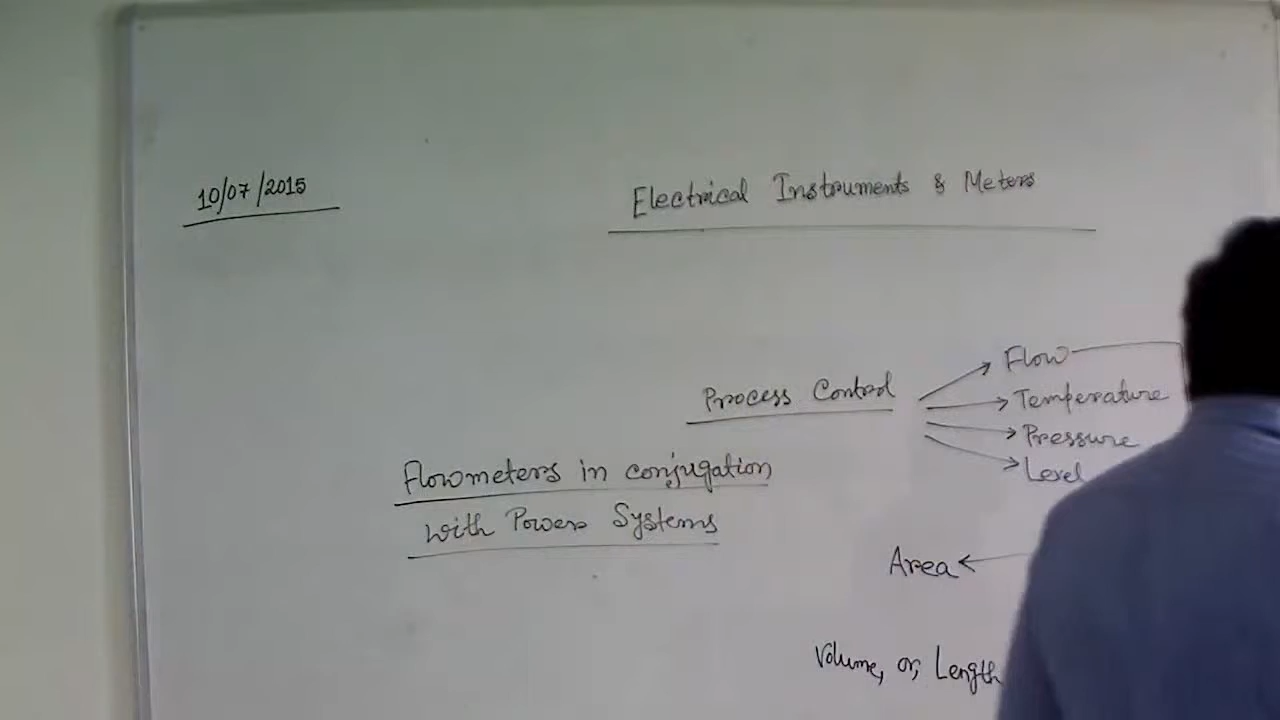 10/07/2015
Electrical Instruments & Meters
Process Control
Flow
Temperature
Pressure
Level
Flowmeters in conjugation
with Power Systems
Area
Volume, or, Length